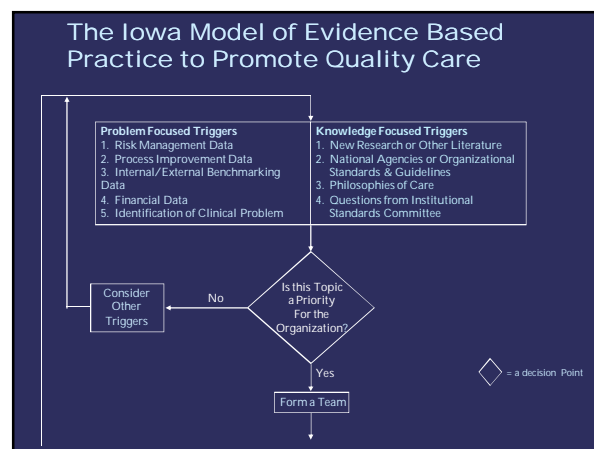 The Iowa Model of Evidence Based
Practice to Promote Quality Care
Problem Focused Triggers
1. Risk Management Data
2. Process Improvement Data
3. Internal/External Benchmarking
Data
4. Financial Data
5. Identification of Clinical Problem
Knowledge Focused Triggers
1. New Research or Other Literature
2. National Agencies or Organizational
Standards & Guidelines
3. Philosophies of Care
4. Questions from Institutional
Standards Committee
Is this Topic
a Priority
For the
Organization?
No
Consider
Other
Triggers
Yes
= a decision Point
Form a Team